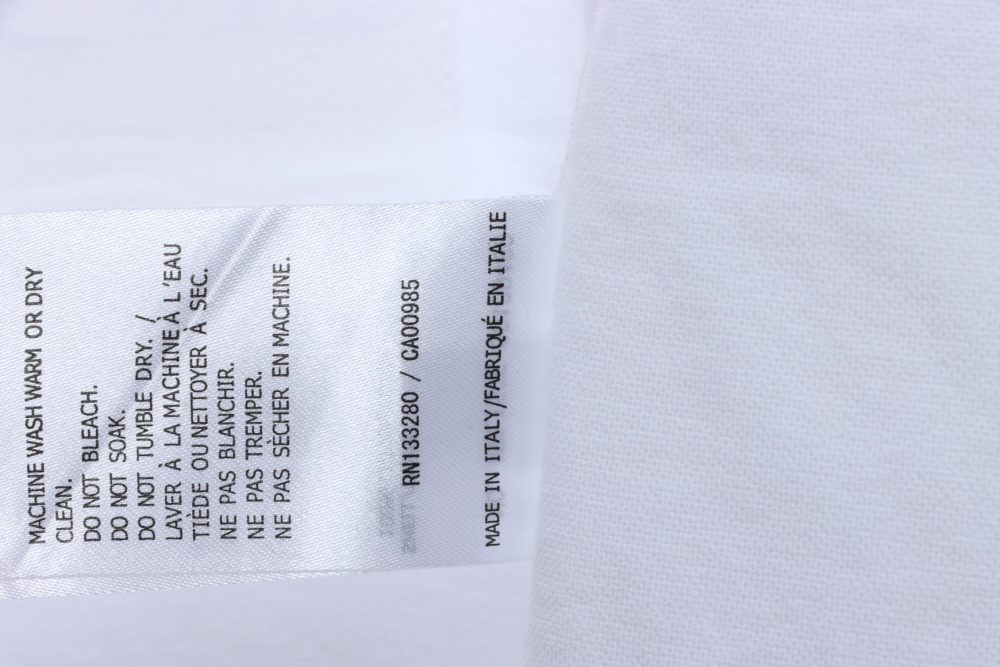 MACHINE WASH WARM OR DRY
CLEAN.
DO NOT BLEACH.
DO NOT SOAK.
DO NOT TUMBLE DRY. /
LAVER À LA MACHINE À L'EAU
TIÈDE OU NETTOYER À SEC.
NE PAS BLANCHIR.
NE PAS TREMPER.
NE PAS SÈCHER EN MACHINE.
RN133280 / CA00985
MADE IN ITALY/FABRIQUÉ EN ITALIE